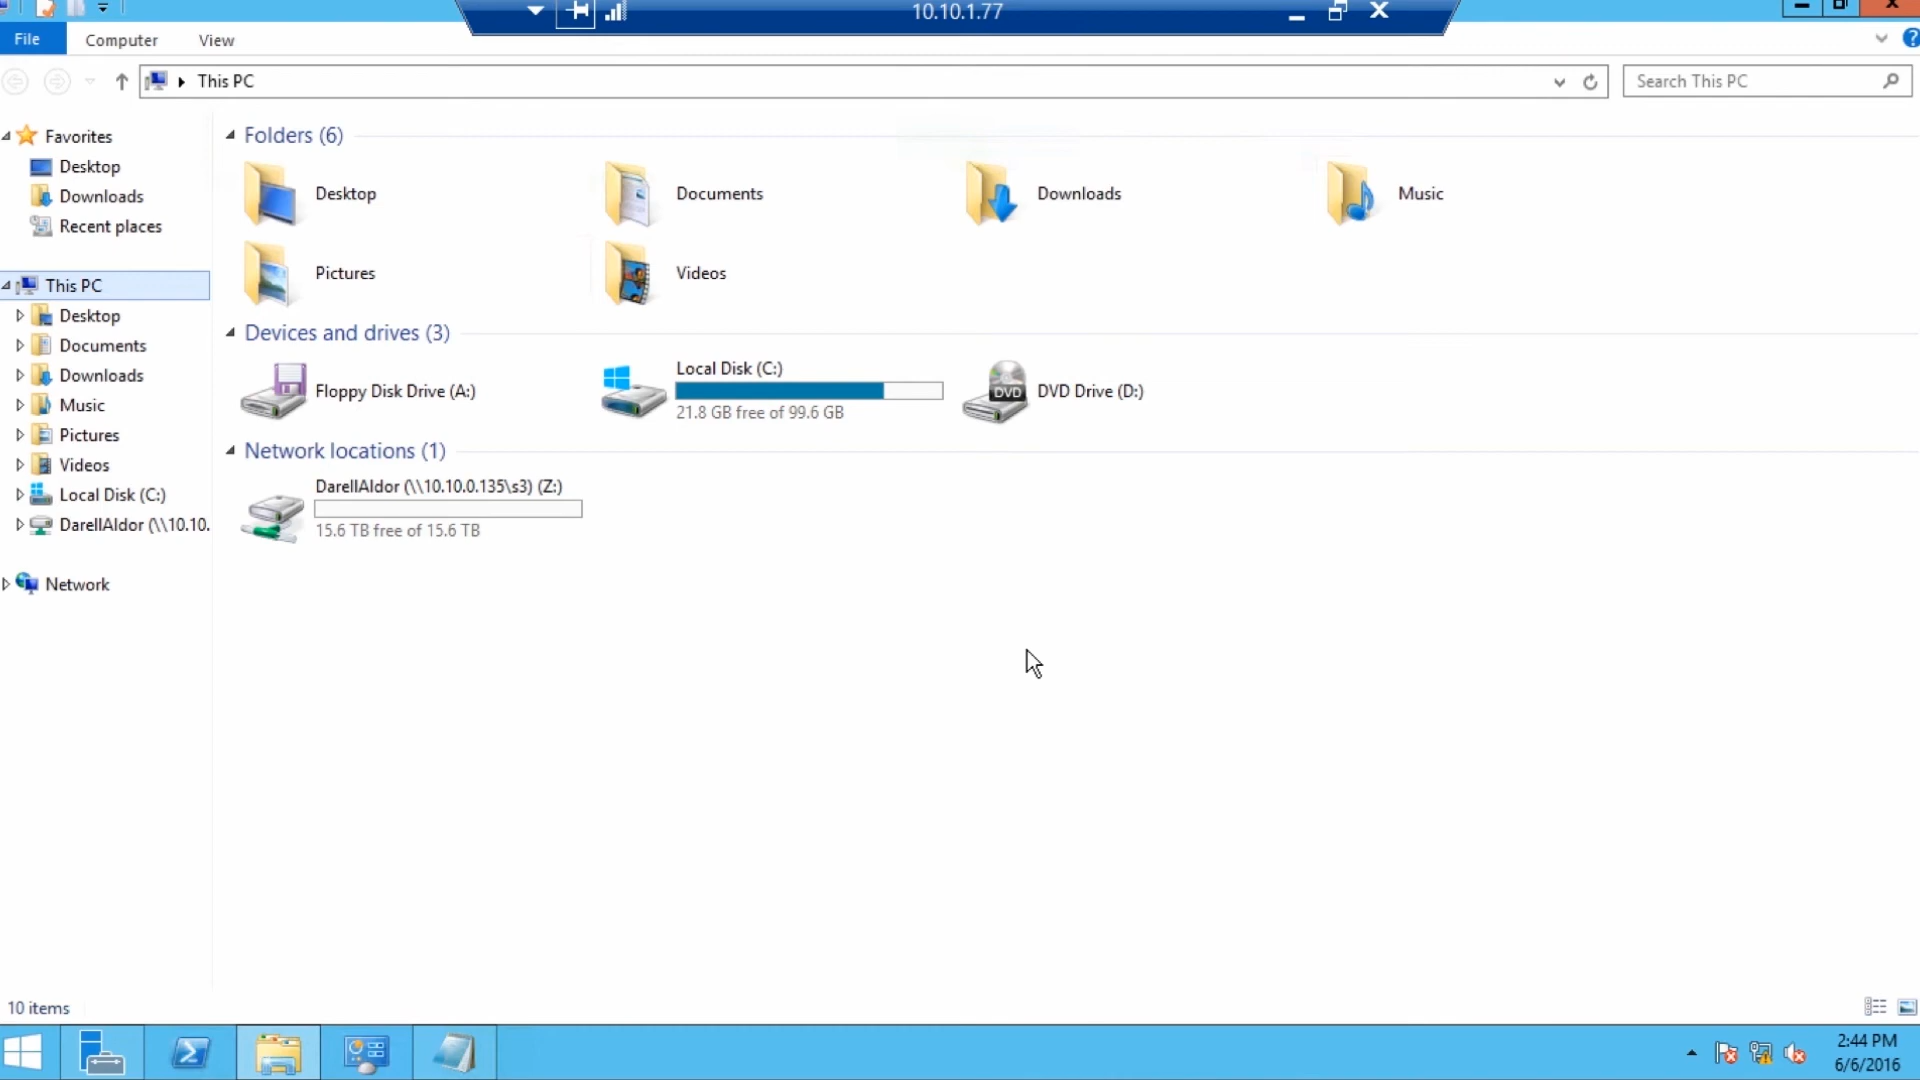 10.10.1.77
File
Computer
View
This PC
Search This PC
Favorites
Desktop
Downloads
Recent places
This PC
Desktop
Documents
Downloads
Music
Pictures
Videos
Local Disk (C:)
DarellAldor (\\10.10.
Network
Folders (6)
Desktop
Documents
Downloads
Music
Pictures
Videos
Devices and drives (3)
Floppy Disk Drive (A:)
Local Disk (C:)
21.8 GB free of 99.6 GB
DVD
DVD Drive (D:)
Network locations (1)
DarellAldor (\\10.10.0.135\s3) (Z:)
15.6 TB free of 15.6 TB
10 items
2:44 PM
6/6/2016